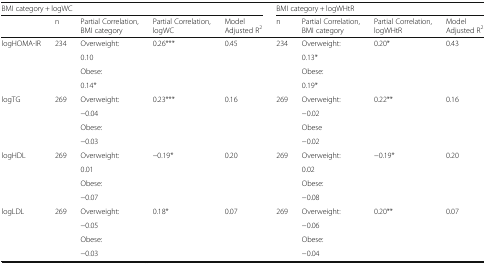 BMI category + logWC BMI category + logWHtR
n Partial Correlation, BMI category Partial Correlation, logWC Model Adjusted R² n Partial Correlation, BMI category Partial Correlation, logWHtR Model Adjusted R²
logHOMA-IR 234 Overweight: 0.26*** 0.45 234 Overweight: 0.20* 0.43
0.10 0.13*
Obese: Obese:
0.14* 0.19*
logTG 269 Overweight: 0.23*** 0.16 269 Overweight: 0.22** 0.16
−0.04 −0.02
Obese: Obese
−0.03 −0.02
logHDL 269 Overweight: −0.19* 0.20 269 Overweight: −0.19* 0.20
0.01 0.02
Obese: Obese:
−0.07 −0.08
logLDL 269 Overweight: 0.18* 0.07 269 Overweight: 0.20** 0.07
−0.05 −0.06
Obese: Obese:
−0.03 −0.04